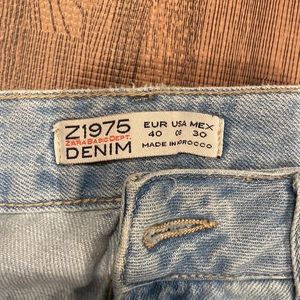 Z1975
ZARA BASIC DEPT.
DENIM
EUR USA MEX
40 08 30
MADE IN MOROCCO